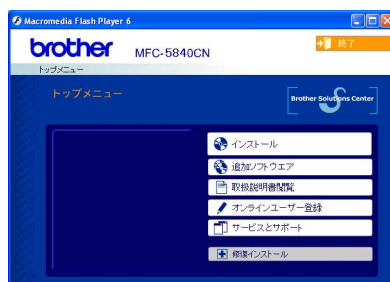 Macromedia Flash Player 6
brother
MFC-5840CN
終了
トップメニュー
トップメニュー
Brother Solutions Center
インストール
追加ソフトウエア
取扱説明書閲覧
オンラインユーザー登録
サービスとサポート
修復インストール